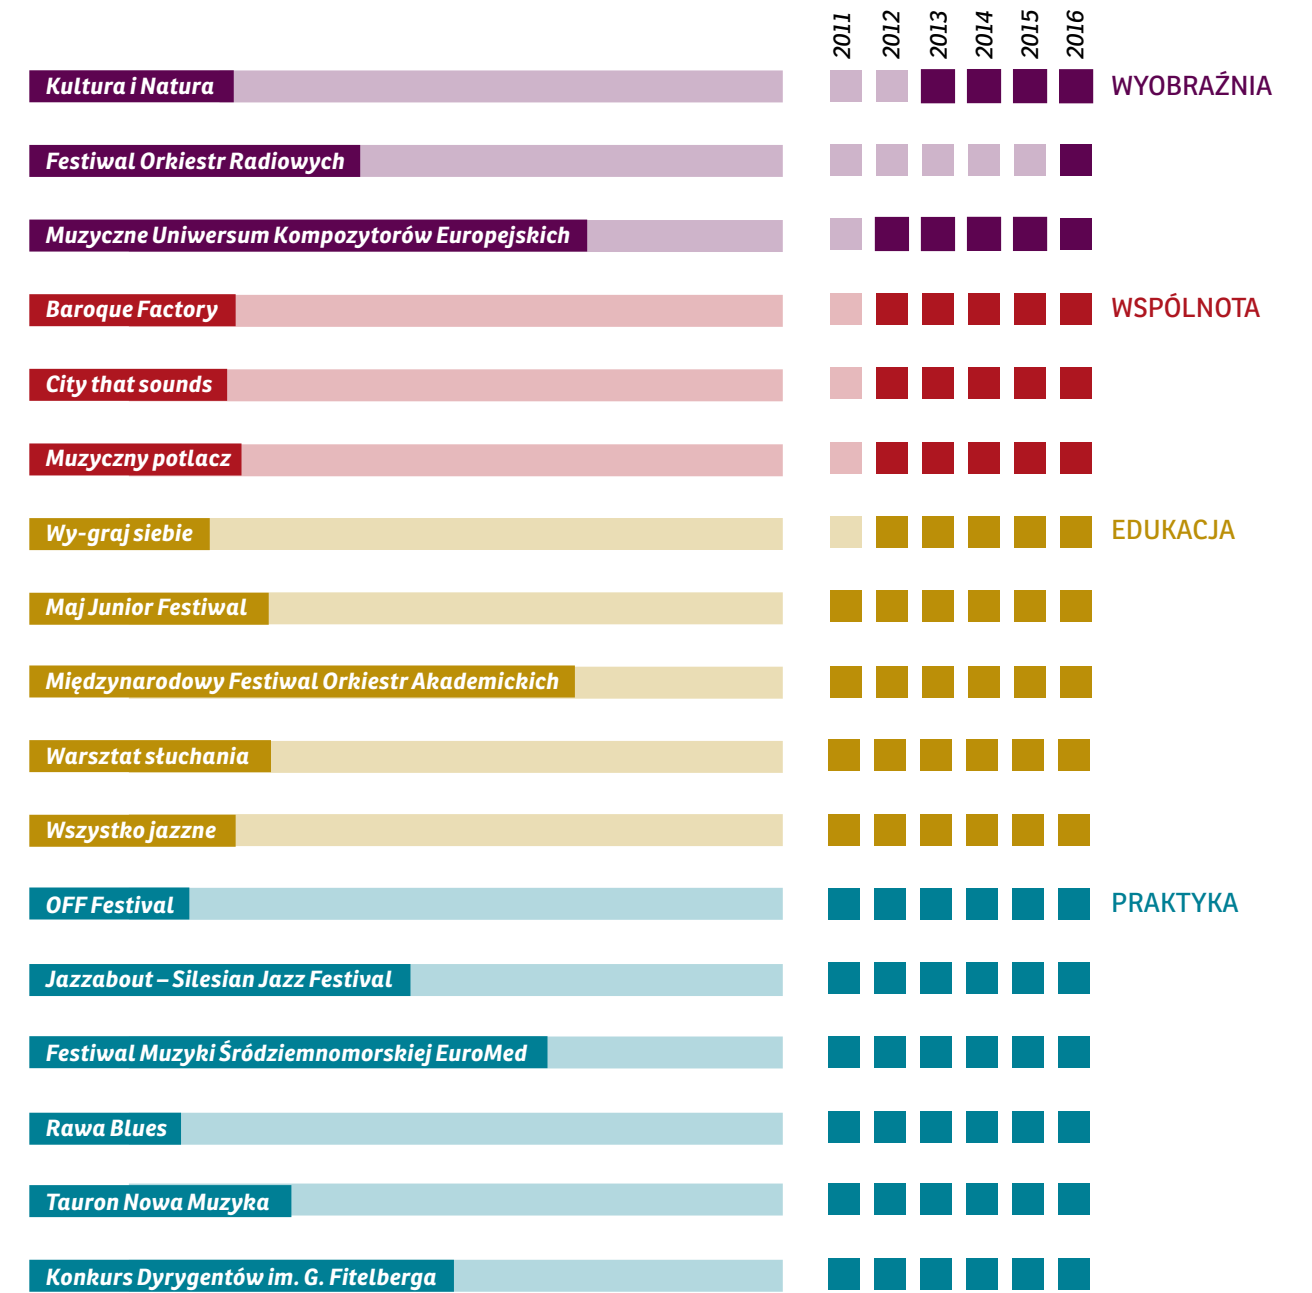 2011 2012 2013 2014 2015 2016
Kultura i Natura WYOBRAŹNIA
Festiwal Orkiestr Radiowych
Muzyczne Uniwersum Kompozytorów Europejskich
Baroque Factory WSPÓLNOTA
City that sounds
Muzyczny potlacz
Wy-graj siebie EDUKACJA
Maj Junior Festiwal
Międzynarodowy Festiwal Orkiestr Akademickich
Warsztat słuchania
Wszystko jazzne
OFF Festival PRAKTYKA
Jazzabout – Silesian Jazz Festival
Festiwal Muzyki Śródziemnomorskiej EuroMed
Rawa Blues
Tauron Nowa Muzyka
Konkurs Dyrygentów im. G. Fitelberga